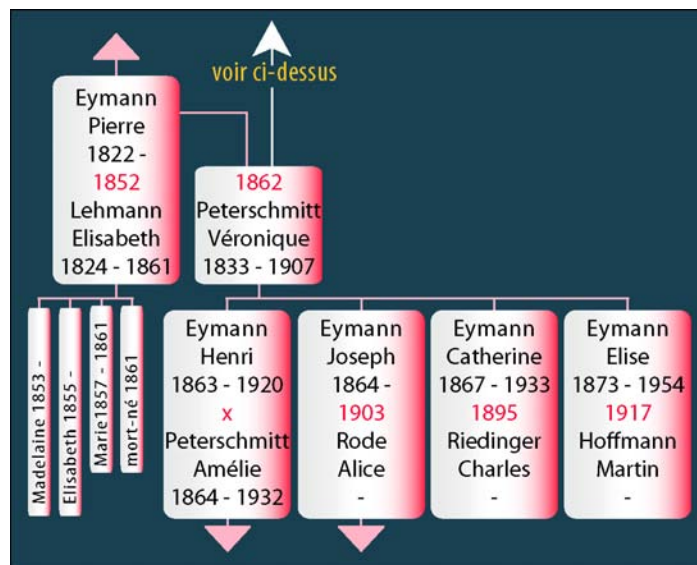 voir ci-dessus
Eymann
Pierre
1822 -
1852
Lehmann
Elisabeth
1824 - 1861
1862
Peterschmitt
Véronique
1833 - 1907
Madelaine 1853 -
Elisabeth 1855 -
Marie1857 - 1861
mort-né 1861
Eymann
Henri
1863 - 1920
x
Peterschmitt
Amélie
1864 - 1932
Eymann
Joseph
1864 -
1903
Rode
Alice
-
Eymann
Catherine
1867 - 1933
1895
Riedinger
Charles
-
Eymann
Elise
1873 - 1954
1917
Hoffmann
Martin
-